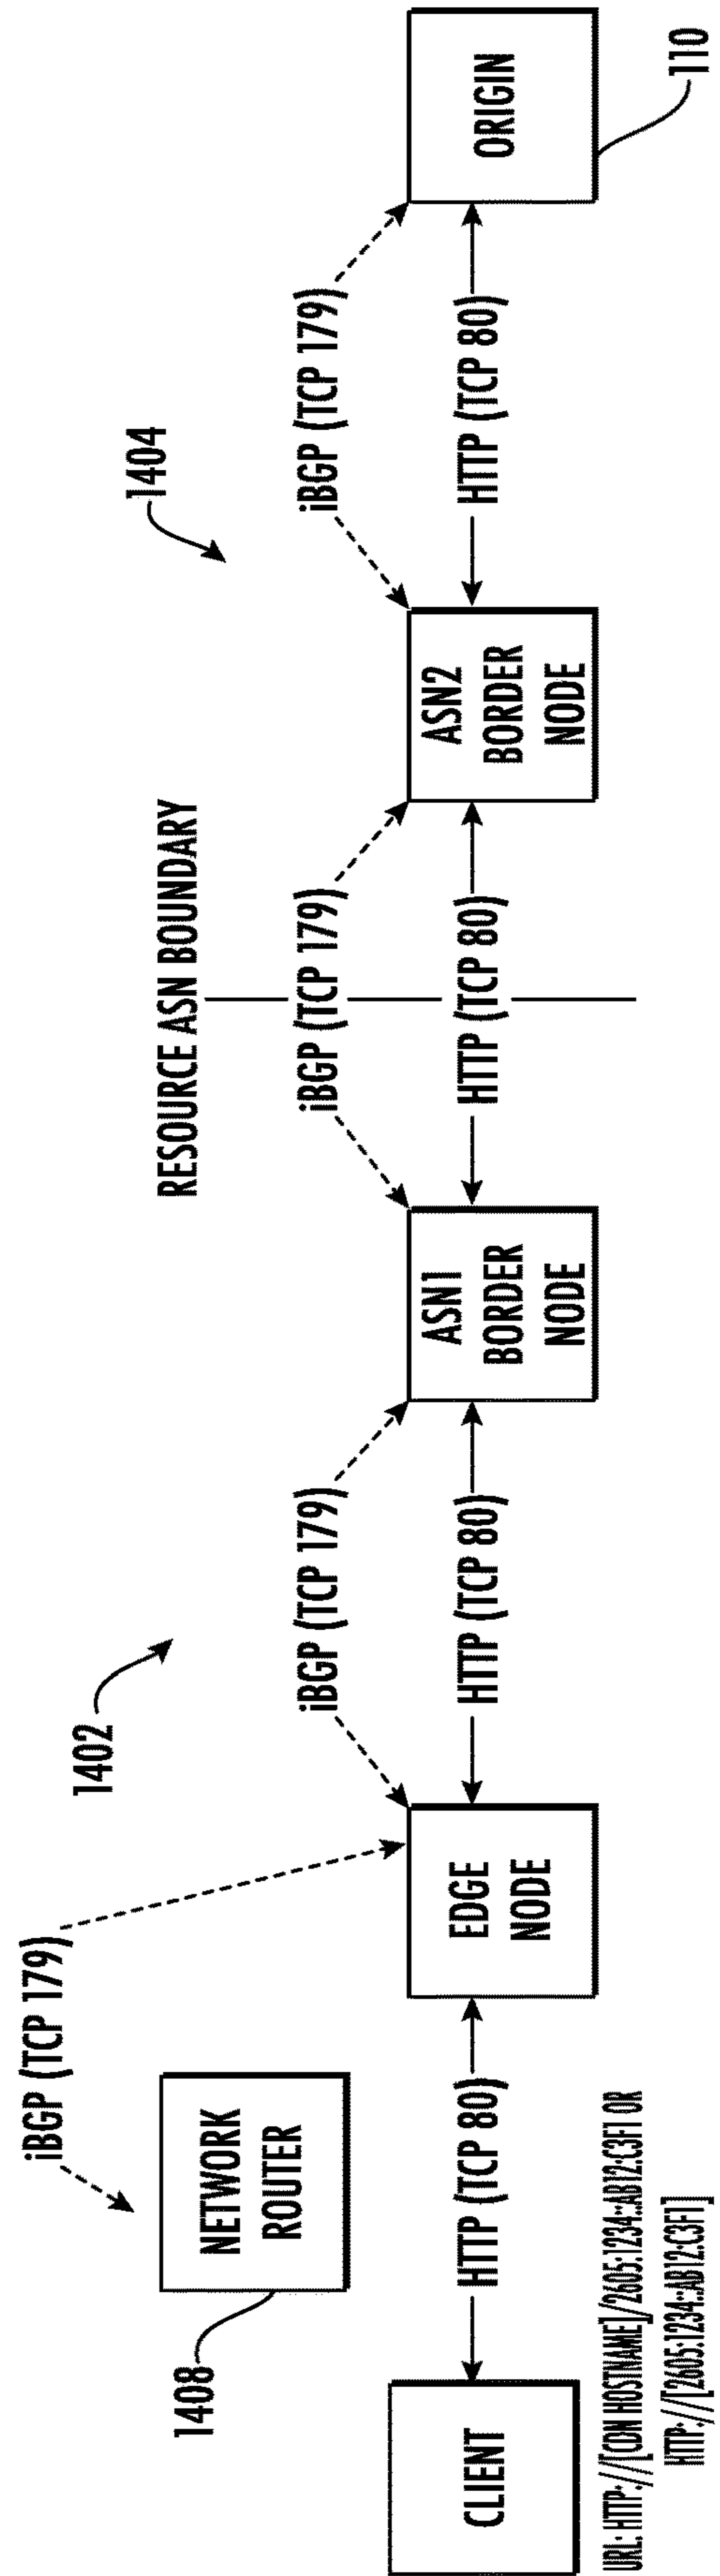 iBGP (TCP 179)
1402
1404
RESOURCE ASN BOUNDARY
1408
NETWORK
ROUTER
iBGP (TCP 179)
iBGP (TCP 179)
iBGP (TCP 179)
CLIENT
HTTP (TCP 80)
EDGE
NODE
HTTP (TCP 80)
ASN1
BORDER
NODE
HTTP (TCP 80)
ASN2
BORDER
NODE
HTTP (TCP 80)
ORIGIN
110
URL: HTTP://[CDN HOSTNAME]/2605:1234::AB12:C3F1 OR
HTTP://[2605:1234::AB12:C3F1]